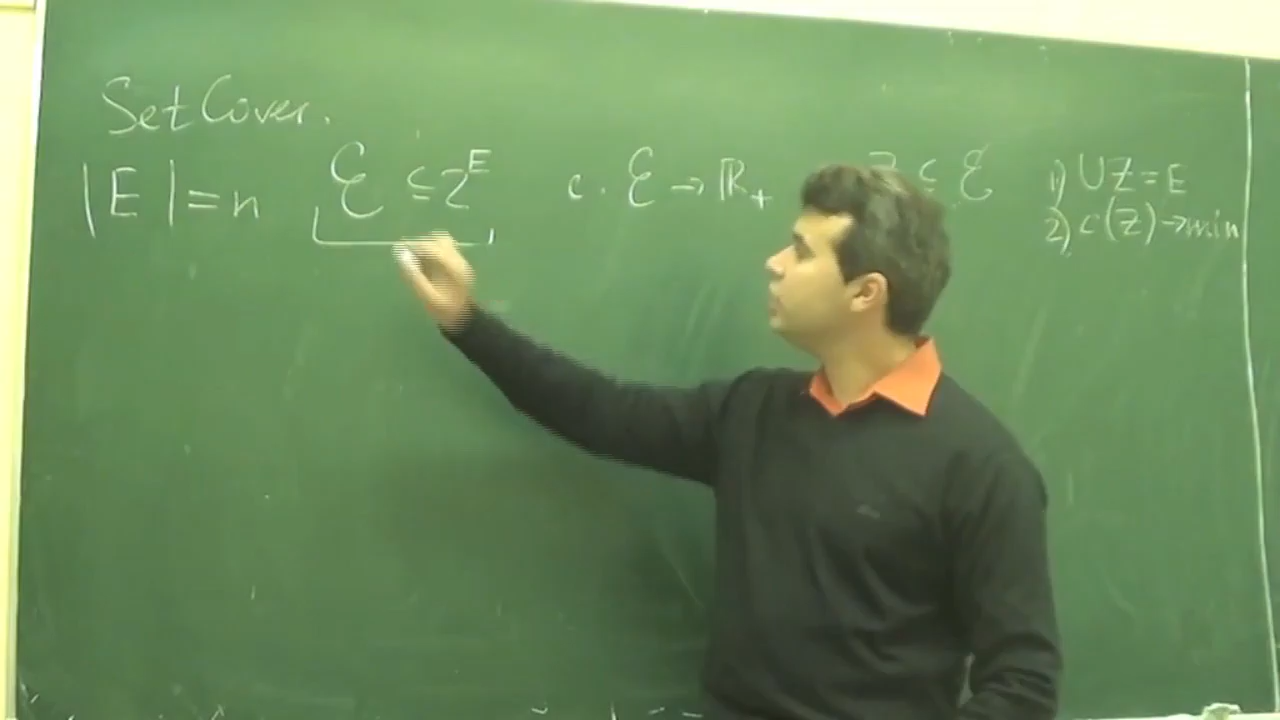 Set Cover.
|E| = n   ℰ ⊆ 2^E   c: ℰ → ℝ₊   Z ⊆ ℰ   1) ∪Z = E
2) c(Z) → min